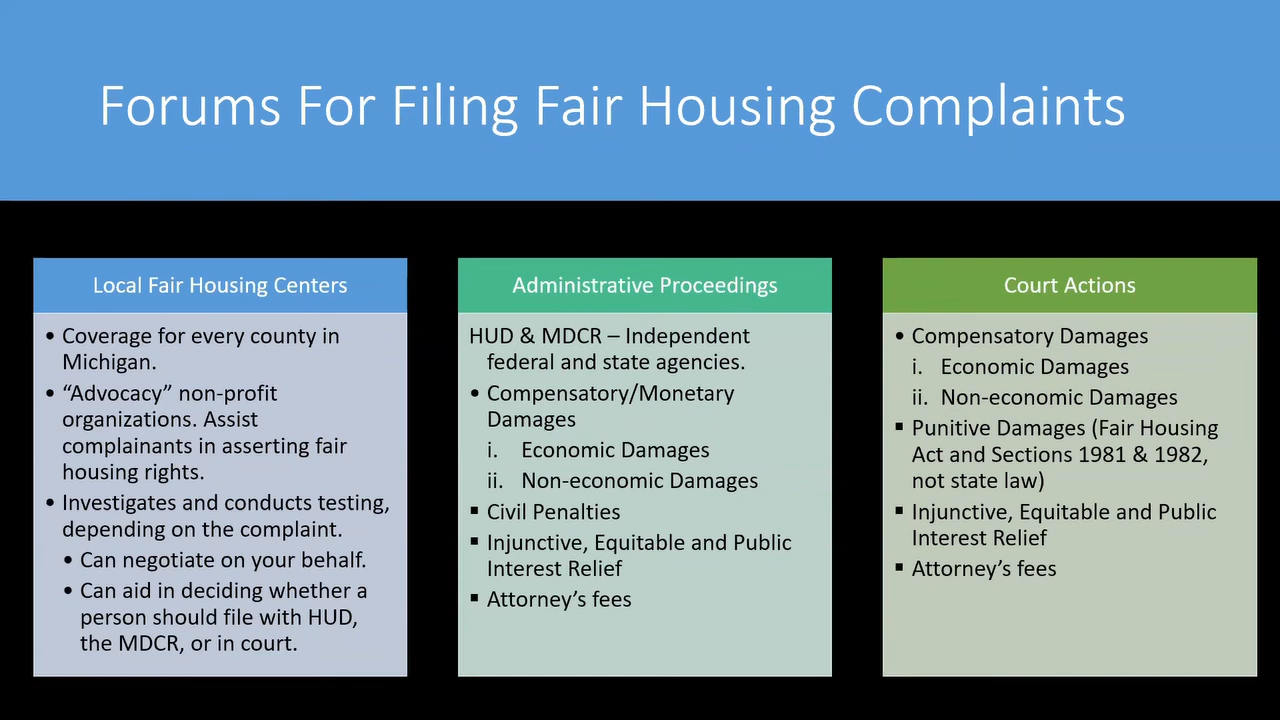 Forums For Filing Fair Housing Complaints
Local Fair Housing Centers
• Coverage for every county in
Michigan.
• “Advocacy” non-profit
organizations. Assist
complainants in asserting fair
housing rights.
• Investigates and conducts testing,
depending on the complaint.
• Can negotiate on your behalf.
• Can aid in deciding whether a
person should file with HUD,
the MDCR, or in court.
Administrative Proceedings
HUD & MDCR – Independent
federal and state agencies.
• Compensatory/Monetary
Damages
i. Economic Damages
ii. Non-economic Damages
▪ Civil Penalties
▪ Injunctive, Equitable and Public
Interest Relief
▪ Attorney’s fees
Court Actions
• Compensatory Damages
i. Economic Damages
ii. Non-economic Damages
▪ Punitive Damages (Fair Housing
Act and Sections 1981 & 1982,
not state law)
▪ Injunctive, Equitable and Public
Interest Relief
▪ Attorney’s fees